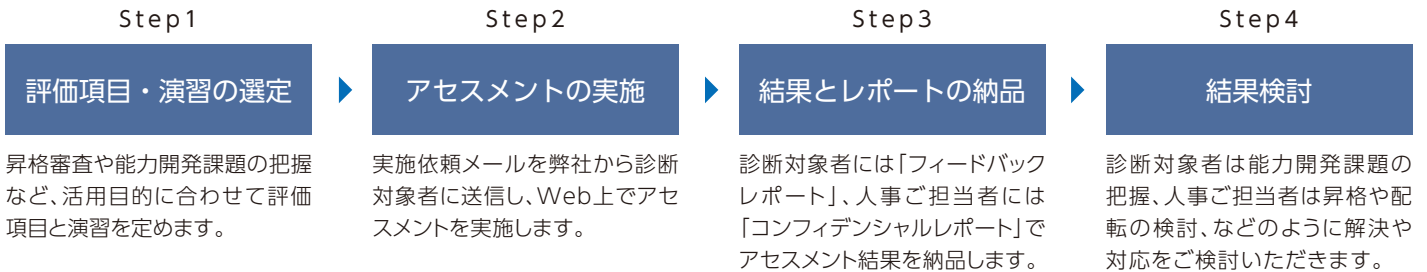 Step1
評価項目・演習の選定
昇格審査や能力開発課題の把握
など、活用目的に合わせて評価
項目と演習を定めます。
Step2
アセスメントの実施
実施依頼メールを弊社から診断
対象者に送信し、Web上でアセ
スメントを実施します。
Step3
結果とレポートの納品
診断対象者には「フィードバック
レポート」、人事ご担当者には
「コンフィデンシャルレポート」で
アセスメント結果を納品します。
Step4
結果検討
診断対象者は能力開発課題の
把握、人事ご担当者は昇格や配
転の検討、などのように解決や
対応をご検討いただきます。